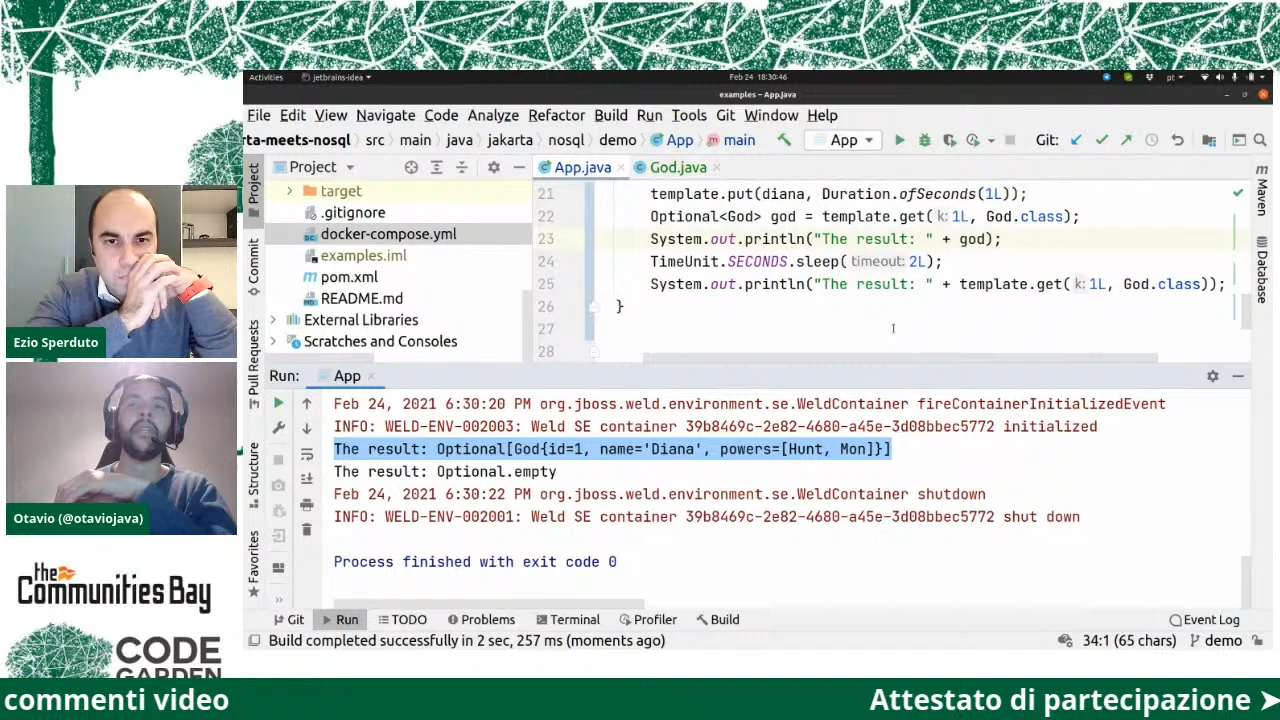 Activities
jetbrains-idea
Feb 24 18:30:46
pt
examples – App.java
File Edit View Navigate Code Analyze Refactor Build Run Tools Git Window Help
rta-meets-nosql src main java jakarta nosql demo App main
App
Git:
Project
target
.gitignore
docker-compose.yml
examples.iml
pom.xml
README.md
External Libraries
Scratches and Consoles
App.java
God.java
21 template.put(diana, Duration.ofSeconds(1L));
22 Optional<God> god = template.get( k: 1L, God.class);
23 System.out.println("The result: " + god);
24 TimeUnit.SECONDS.sleep( timeout: 2L);
25 System.out.println("The result: " + template.get( k: 1L, God.class));
26 }
27
28
Project
Commit
Pull Requests
Structure
Favorites
Maven
Database
Run: App
Feb 24, 2021 6:30:20 PM org.jboss.weld.environment.se.WeldContainer fireContainerInitializedEvent
INFO: WELD-ENV-002003: Weld SE container 39b8469c-2e82-4680-a45e-3d08bbec5772 initialized
The result: Optional[God{id=1, name='Diana', powers=[Hunt, Mon]}]
The result: Optional.empty
Feb 24, 2021 6:30:22 PM org.jboss.weld.environment.se.WeldContainer shutdown
INFO: WELD-ENV-002001: Weld SE container 39b8469c-2e82-4680-a45e-3d08bbec5772 shut down
Process finished with exit code 0
Git Run TODO Problems Terminal Profiler Build Event Log
Build completed successfully in 2 sec, 257 ms (moments ago)
34:1 (65 chars) demo
Ezio Sperduto
Otavio (@otaviojava)
the
Communities Bay
CODE
GARDEN
commenti video
Attestato di partecipazione ➤